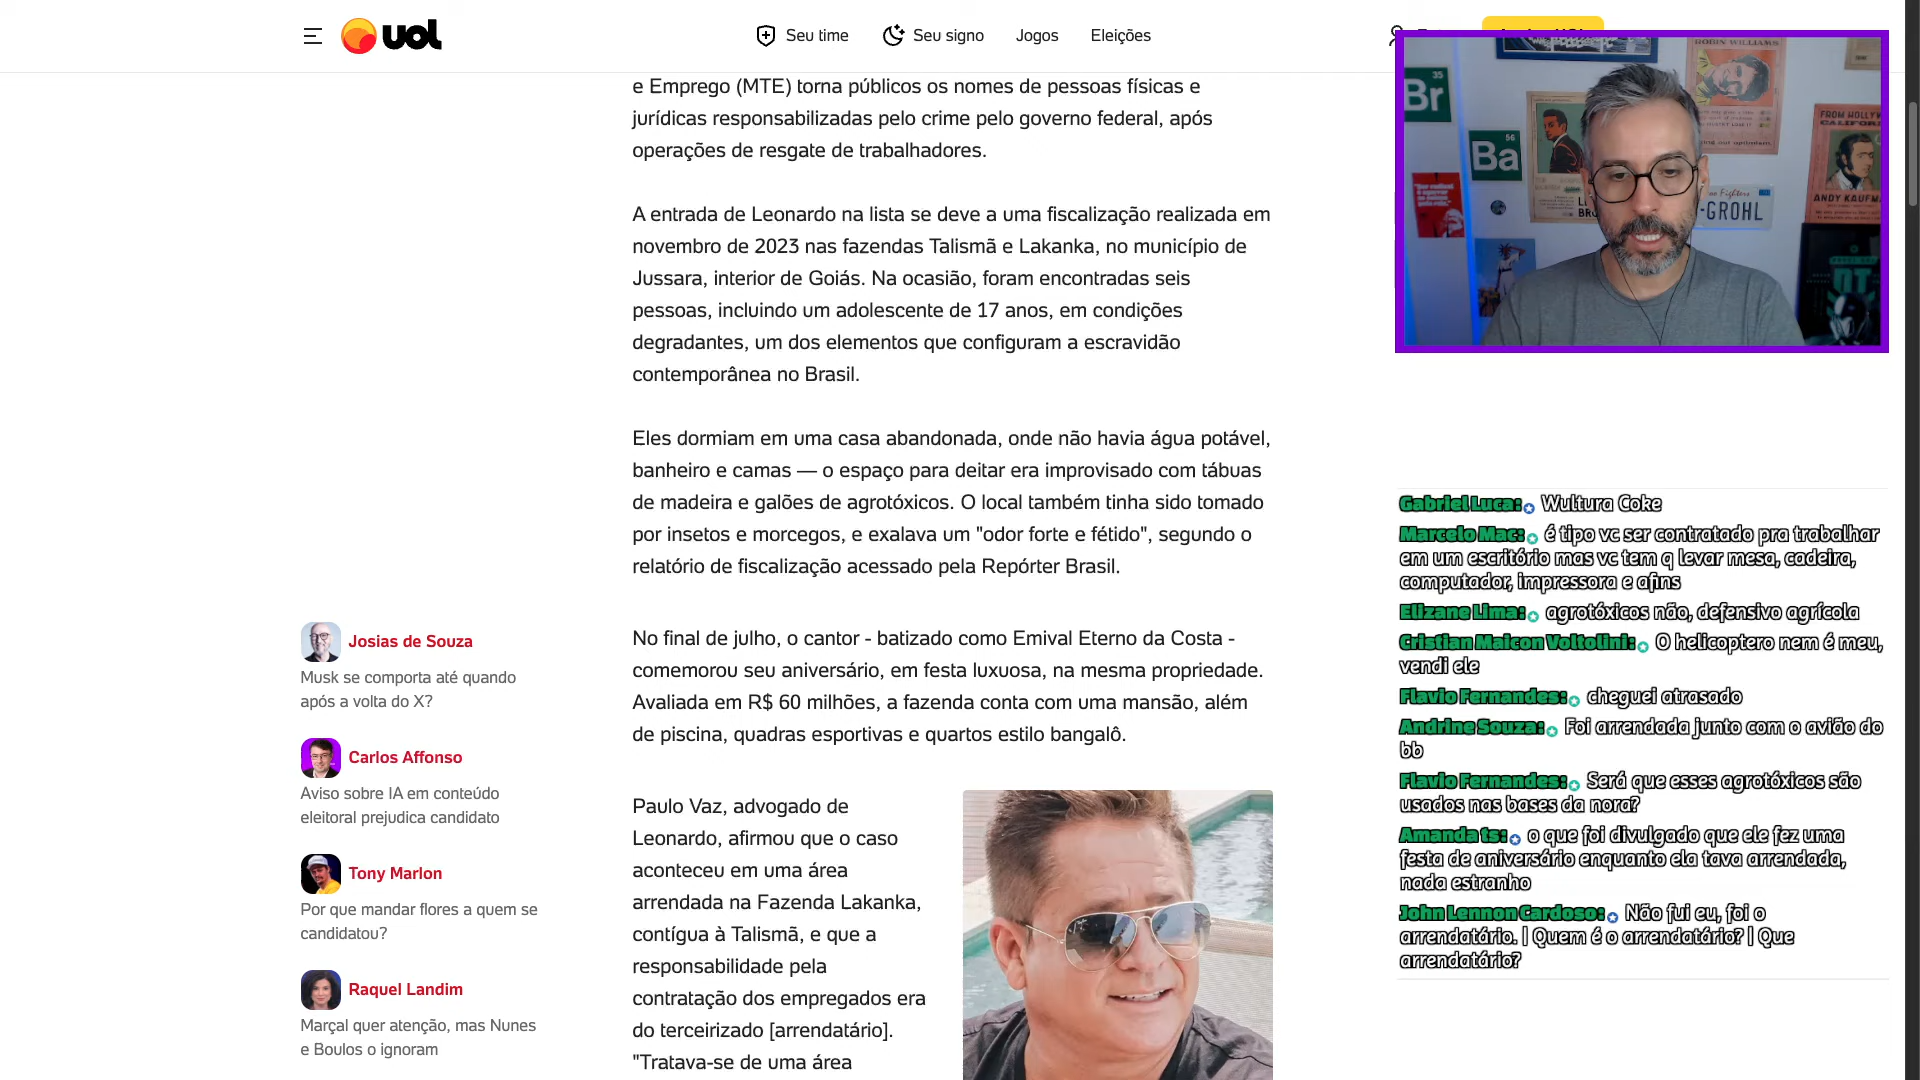 uol
Seu time
Seu signo
Jogos
Eleições
e Emprego (MTE) torna públicos os nomes de pessoas físicas e
jurídicas responsabilizadas pelo crime pelo governo federal, após
operações de resgate de trabalhadores.
A entrada de Leonardo na lista se deve a uma fiscalização realizada em
novembro de 2023 nas fazendas Talismã e Lakanka, no município de
Jussara, interior de Goiás. Na ocasião, foram encontradas seis
pessoas, incluindo um adolescente de 17 anos, em condições
degradantes, um dos elementos que configuram a escravidão
contemporânea no Brasil.
Eles dormiam em uma casa abandonada, onde não havia água potável,
banheiro e camas — o espaço para deitar era improvisado com tábuas
de madeira e galões de agrotóxicos. O local também tinha sido tomado
por insetos e morcegos, e exalava um "odor forte e fétido", segundo o
relatório de fiscalização acessado pela Repórter Brasil.
No final de julho, o cantor - batizado como Emival Eterno da Costa -
comemorou seu aniversário, em festa luxuosa, na mesma propriedade.
Avaliada em R$ 60 milhões, a fazenda conta com uma mansão, além
de piscina, quadras esportivas e quartos estilo bangalô.
Paulo Vaz, advogado de
Leonardo, afirmou que o caso
aconteceu em uma área
arrendada na Fazenda Lakanka,
contígua à Talismã, e que a
responsabilidade pela
contratação dos empregados era
do terceirizado [arrendatário].
"Tratava-se de uma área
Josias de Souza
Musk se comporta até quando
após a volta do X?
Carlos Affonso
Aviso sobre IA em conteúdo
eleitoral prejudica candidato
Tony Marlon
Por que mandar flores a quem se
candidatou?
Raquel Landim
Marçal quer atenção, mas Nunes
e Boulos o ignoram
35
Br
56
Ba
ROBIN WILLIAMS
FROM HOLLYW
CALIFOR
ANDY KAUFM
Fighters
-GROHL
Gabriel Luca: Wultura Coke
Marcelo Mac: é tipo vc ser contratado pra trabalhar
em um escritório mas vc tem q levar mesa, cadeira,
computador, impressora e afins
Elizane Lima: agrotóxicos não, defensivo agrícola
Cristian Maicon Voltolini: O helicoptero nem é meu,
vendi ele
Flavio Fernandes: cheguei atrasado
Andrine Souza: Foi arrendada junto com o avião do
bb
Flavio Fernandes: Será que esses agrotóxicos são
usados nas bases da nora?
Amanda ts: o que foi divulgado que ele fez uma
festa de aniversário enquanto ela tava arrendada,
nada estranho
John Lennon Cardoso: Não fui eu, foi o
arrendatário. | Quem é o arrendatário? | Que
arrendatário?